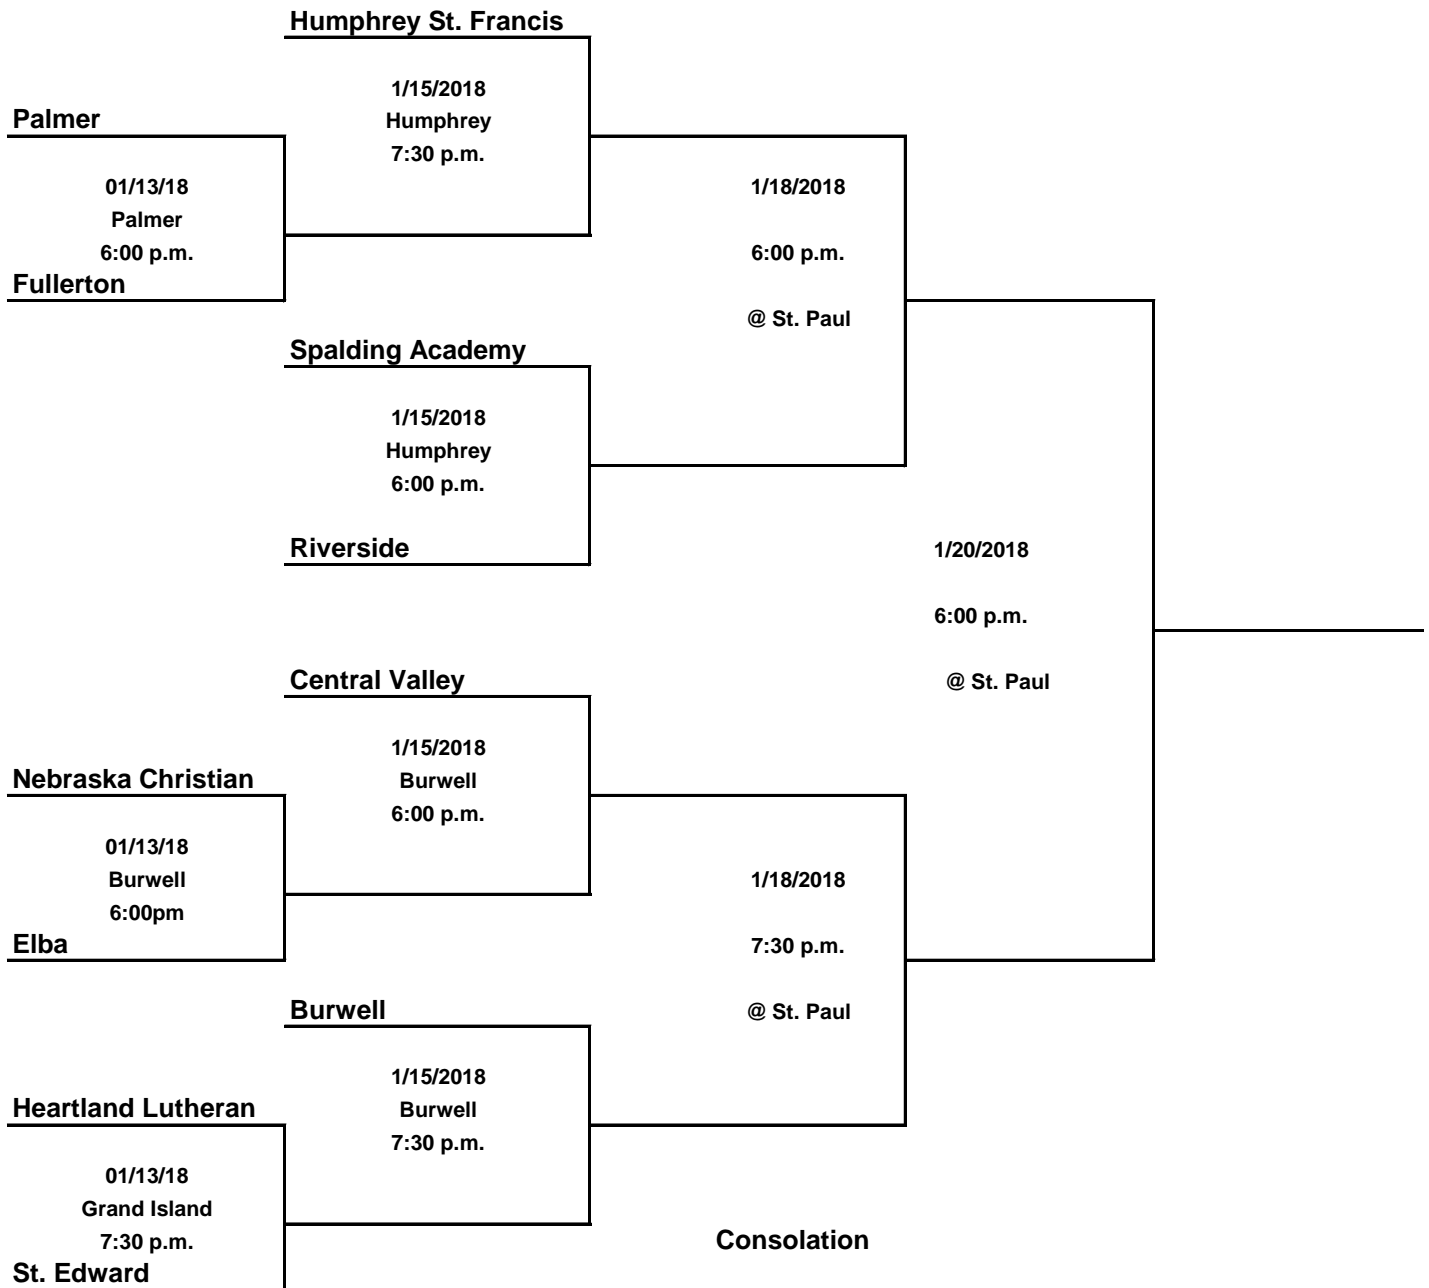 Humphrey St. Francis
1/15/2018
Humphrey
7:30 p.m.
Palmer
01/13/18
Palmer
6:00 p.m.
Fullerton
1/18/2018
6:00 p.m.
@ St. Paul
Spalding Academy
1/15/2018
Humphrey
6:00 p.m.
Riverside
1/20/2018
6:00 p.m.
@ St. Paul
Central Valley
1/15/2018
Burwell
6:00 p.m.
Nebraska Christian
01/13/18
Burwell
6:00pm
Elba
1/18/2018
7:30 p.m.
@ St. Paul
Burwell
1/15/2018
Burwell
7:30 p.m.
Heartland Lutheran
01/13/18
Grand Island
7:30 p.m.
St. Edward
Consolation